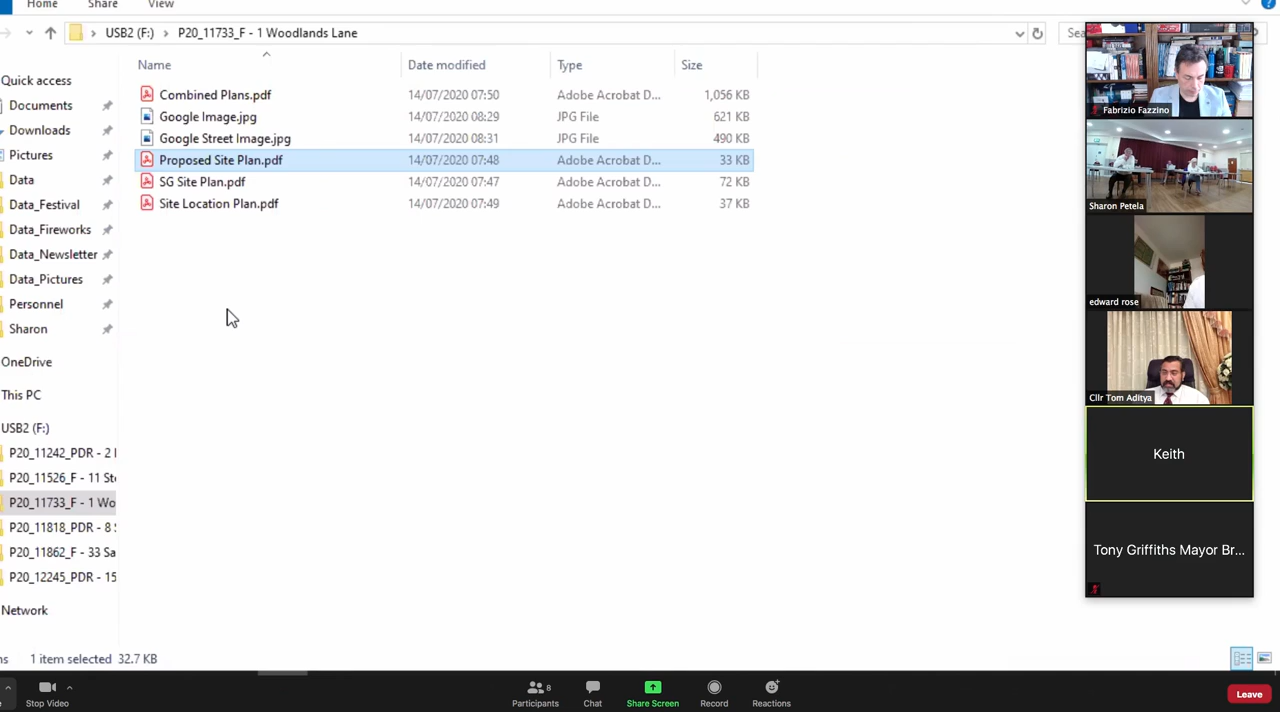 Home Share View
USB2 (F:) P20_11733_F - 1 Woodlands Lane Sea
Name Date modified Type Size
Quick access
Documents
Downloads
Pictures
Data
Data_Festival
Data_Fireworks
Data_Newsletter
Data_Pictures
Personnel
Sharon
OneDrive
This PC
USB2 (F:)
P20_11242_PDR - 2
P20_11526_F - 11 St
P20_11733_F - 1 Wo
P20_11818_PDR - 8
P20_11862_F - 33 Sa
P20_12245_PDR - 15
Network
Combined Plans.pdf 14/07/2020 07:50 Adobe Acrobat D... 1,056 KB
Google Image.jpg 14/07/2020 08:29 JPG File 621 KB
Google Street Image.jpg 14/07/2020 08:31 JPG File 490 KB
Proposed Site Plan.pdf 14/07/2020 07:48 Adobe Acrobat D... 33 KB
SG Site Plan.pdf 14/07/2020 07:47 Adobe Acrobat D... 72 KB
Site Location Plan.pdf 14/07/2020 07:49 Adobe Acrobat D... 37 KB
Fabrizio Fazzino
Sharon Petela
edward rose
Cllr Tom Aditya
Keith
Tony Griffiths Mayor Br...
1 item selected 32.7 KB
Stop Video Participants 8 Chat Share Screen Record Reactions Leave